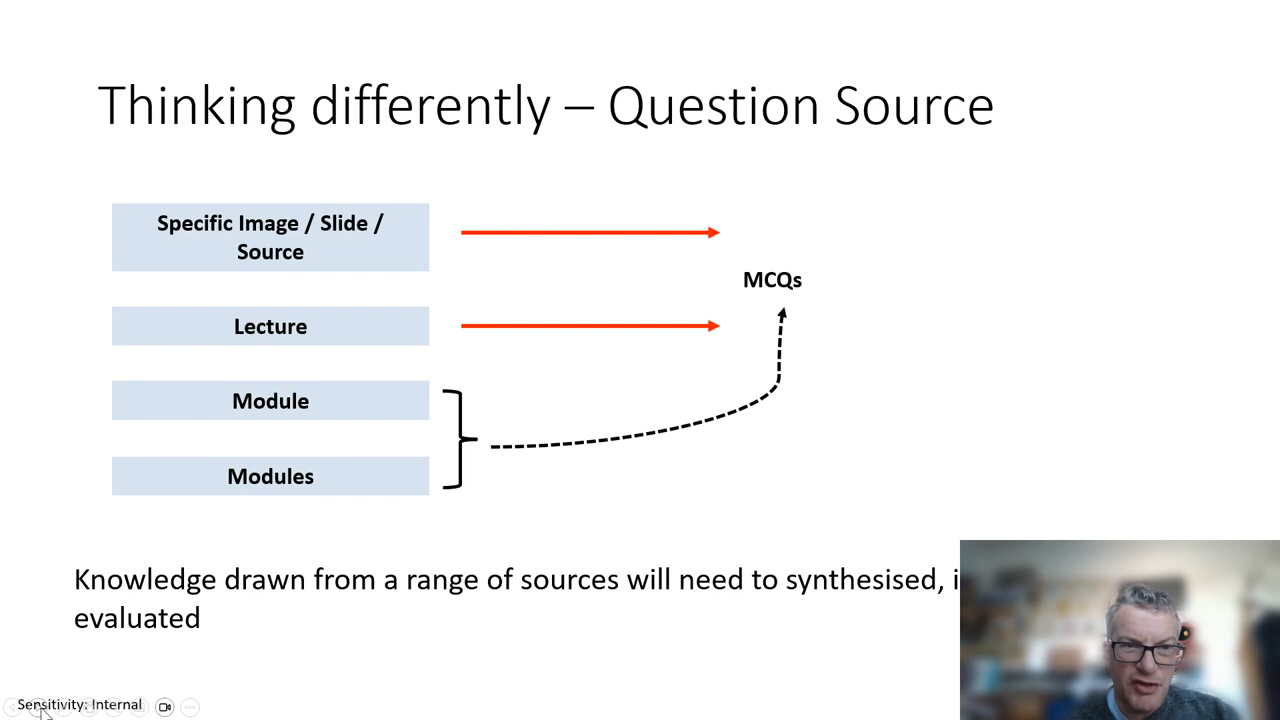 Thinking differently – Question Source
Specific Image / Slide /
Source
MCQs
Lecture
Module
Modules
Knowledge drawn from a range of sources will need to synthesised,
evaluated
Sensitivity: Internal